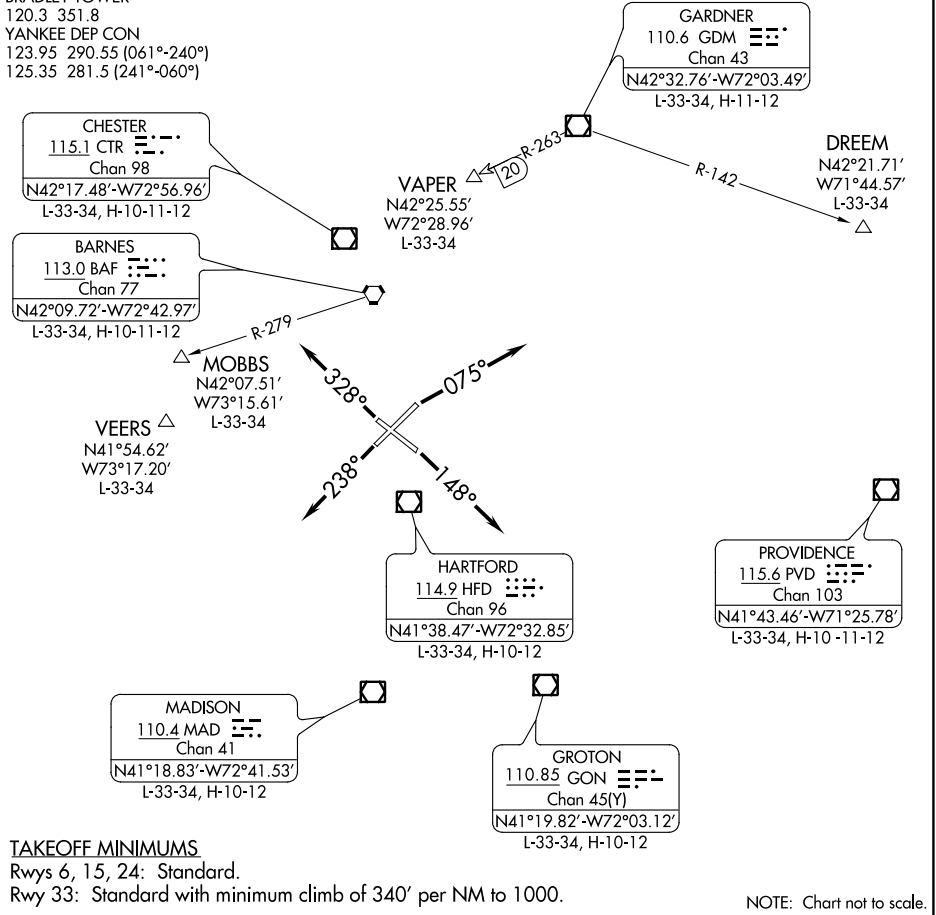 BRADLEY TOWER
120.3 351.8
YANKEE DEP CON
123.95 290.55 (061°-240°)
125.35 281.5 (241°-060°)
GARDNER
110.6 GDM
Chan 43
N42°32.76′-W72°03.49′
L-33-34, H-11-12
CHESTER
115.1 CTR
Chan 98
N42°17.48′-W72°56.96′
L-33-34, H-10-11-12
R-263
20
VAPER
N42°25.55′
W72°28.96′
L-33-34
R-142
DREEM
N42°21.71′
W71°44.57′
L-33-34
BARNES
113.0 BAF
Chan 77
N42°09.72′-W72°42.97′
L-33-34, H-10-11-12
R-279
MOBBS
N42°07.51′
W73°15.61′
L-33-34
VEERS
N41°54.62′
W73°17.20′
L-33-34
328°
075°
238°
148°
HARTFORD
114.9 HFD
Chan 96
N41°38.47′-W72°32.85′
L-33-34, H-10-12
PROVIDENCE
115.6 PVD
Chan 103
N41°43.46′-W71°25.78′
L-33-34, H-10 -11-12
MADISON
110.4 MAD
Chan 41
N41°18.83′-W72°41.53′
L-33-34, H-10-12
GROTON
110.85 GON
Chan 45(Y)
N41°19.82′-W72°03.12′
L-33-34, H-10-12
TAKEOFF MINIMUMS
Rwys 6, 15, 24: Standard.
Rwy 33: Standard with minimum climb of 340′ per NM to 1000.
NOTE: Chart not to scale.